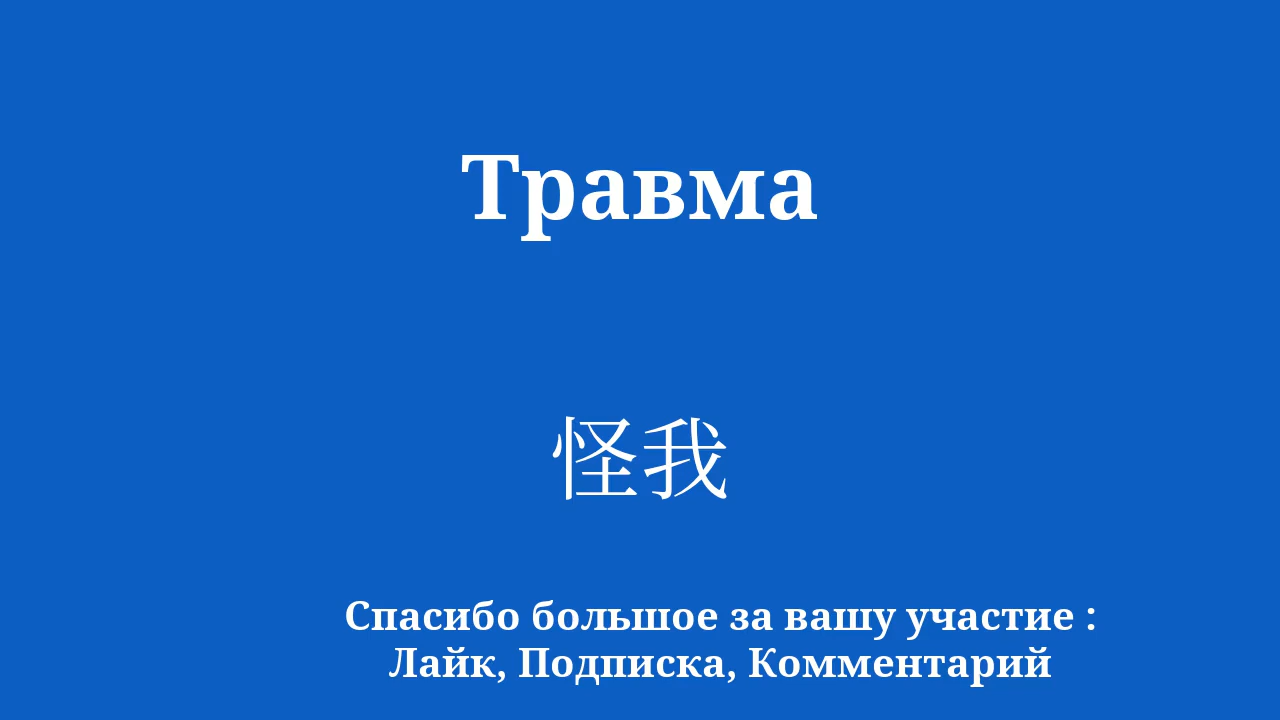 Травма
怪我
Спасибо большое за вашу участие :
Лайк, Подписка, Комментарий